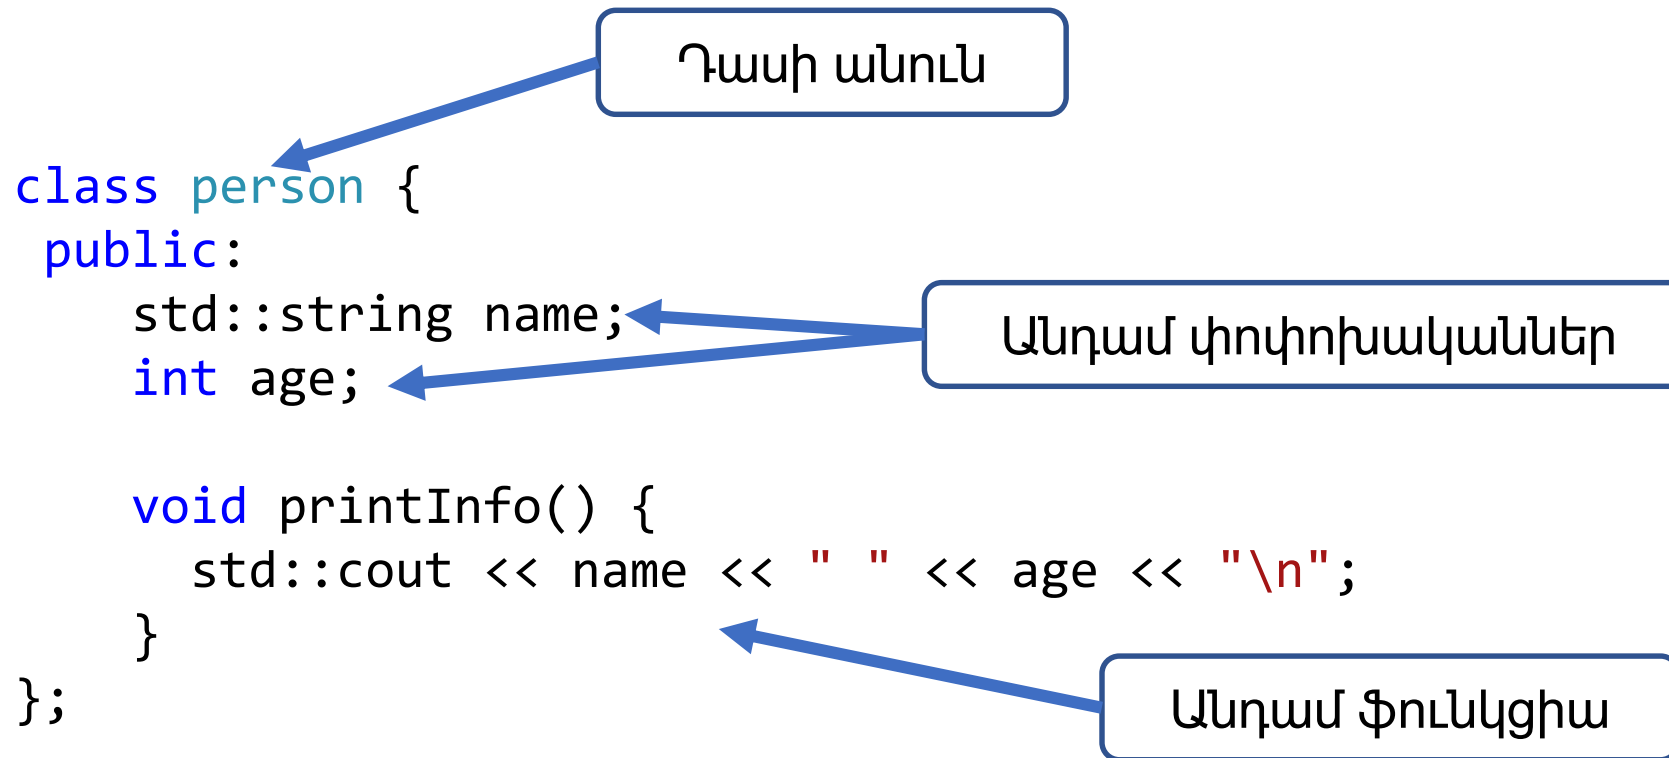 Դասի անուն
class person {
public:
std::string name;
Անդամ փոփոխականներ
int age;
void printInfo() {
std::cout << name << " " << age << "\n";
}
};
Անդամ ֆունկցիա